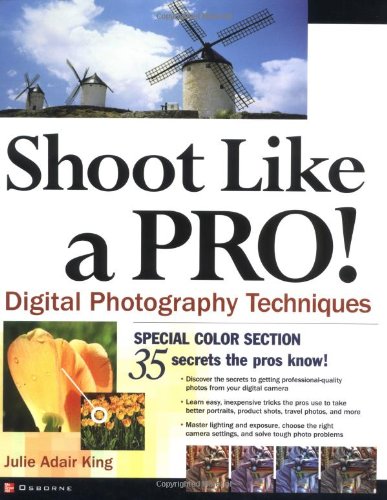 Shoot Like
a PRO!
Digital Photography Techniques
SPECIAL COLOR SECTION
35 secrets the pros know!
• Discover the secrets to getting professional-quality
photos from your digital camera
• Learn easy, inexpensive tricks the pros use to take
better portraits, product shots, travel photos, and more
• Master lighting and exposure, choose the right
camera settings, and solve tough photo problems
Julie Adair King
OSBORNE
Copyrighted Material